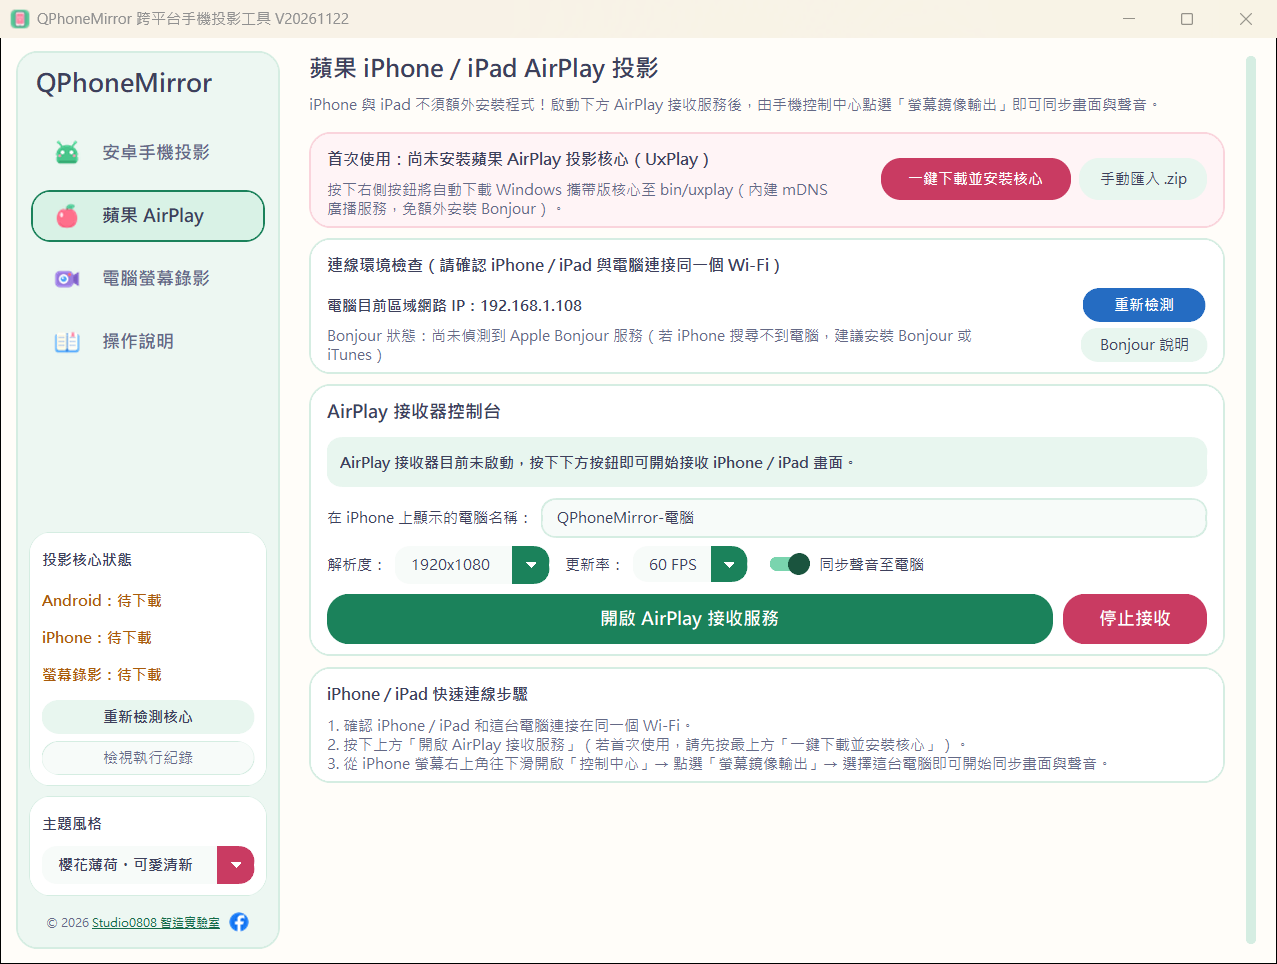 QPhoneMirror 跨平台手機投影工具 V20261122
QPhoneMirror
安卓手機投影
蘋果 AirPlay
電腦螢幕錄影
操作說明
投影核心狀態
Android：待下載
iPhone：待下載
螢幕錄影：待下載
重新檢測核心
檢視執行紀錄
主題風格
櫻花薄荷・可愛清新
© 2026 Studio0808 智造實驗室
蘋果 iPhone / iPad AirPlay 投影
iPhone 與 iPad 不須額外安裝程式！啟動下方 AirPlay 接收服務後，由手機控制中心點選「螢幕鏡像輸出」即可同步畫面與聲音。
首次使用：尚未安裝蘋果 AirPlay 投影核心（UxPlay）
按下右側按鈕將自動下載 Windows 攜帶版核心至 bin/uxplay（內建 mDNS
廣播服務，免額外安裝 Bonjour）。
一鍵下載並安裝核心
手動匯入 .zip
連線環境檢查（請確認 iPhone / iPad 與電腦連接同一個 Wi-Fi）
電腦目前區域網路 IP：192.168.1.108
Bonjour 狀態：尚未偵測到 Apple Bonjour 服務（若 iPhone 搜尋不到電腦，建議安裝 Bonjour 或
iTunes）
重新檢測
Bonjour 說明
AirPlay 接收器控制台
AirPlay 接收器目前未啟動，按下下方按鈕即可開始接收 iPhone / iPad 畫面。
在 iPhone 上顯示的電腦名稱： QPhoneMirror-電腦
解析度： 1920x1080 更新率： 60 FPS 同步聲音至電腦
開啟 AirPlay 接收服務
停止接收
iPhone / iPad 快速連線步驟
1. 確認 iPhone / iPad 和這台電腦連接在同一個 Wi-Fi。
2. 按下上方「開啟 AirPlay 接收服務」（若首次使用，請先按最上方「一鍵下載並安裝核心」）。
3. 從 iPhone 螢幕右上角往下滑開啟「控制中心」→ 點選「螢幕鏡像輸出」→ 選擇這台電腦即可開始同步畫面與聲音。